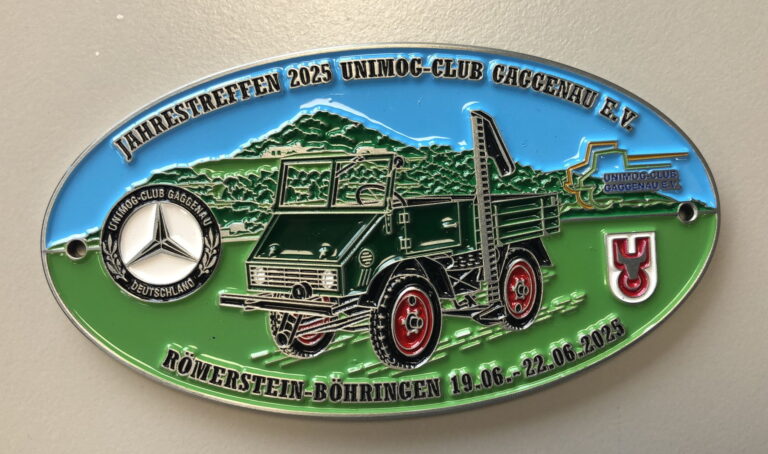 JAHRESTREFFEN 2025 UNIMOG-CLUB GAGGENAU E.V.
UNIMOG-CLUB
GAGGENAU E.V.
UNIMOG-CLUB GAGGENAU
DEUTSCHLAND
RÖMERSTEIN-BÖHRINGEN 19.06.-22.06.2025